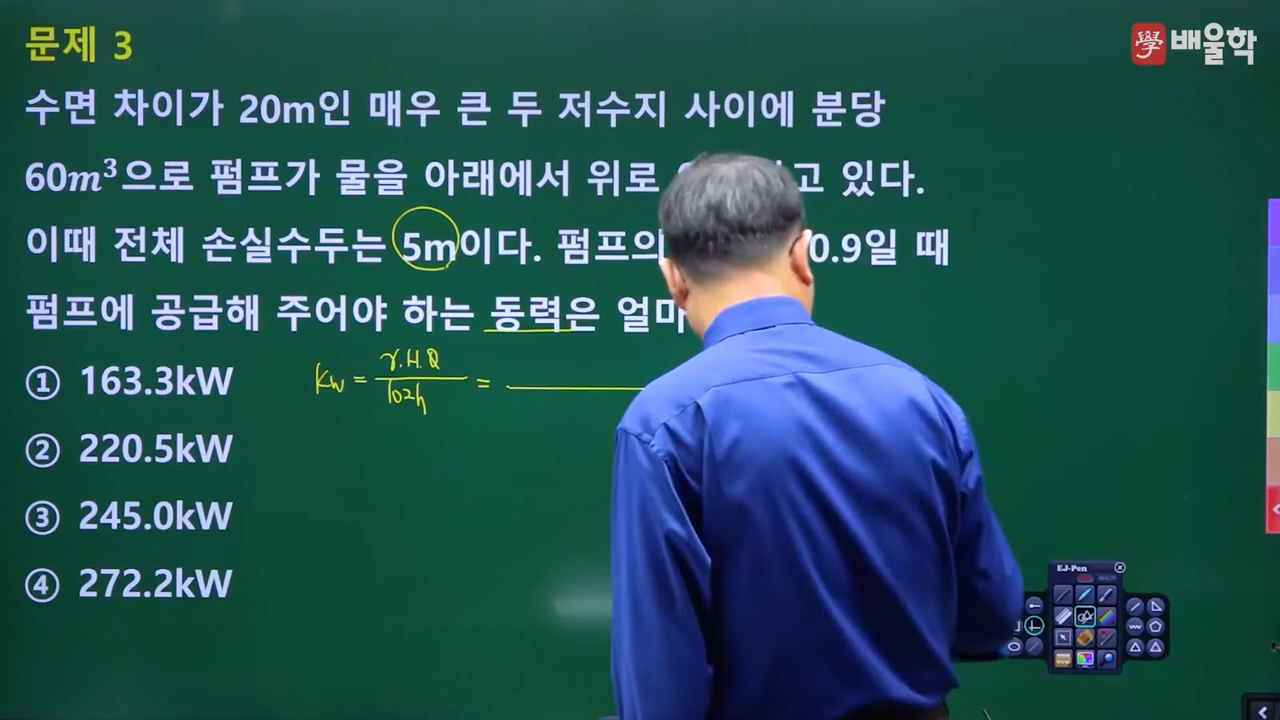 문제 3
學 배울학
수면 차이가 20m인 매우 큰 두 저수지 사이에 분당
60m³으로 펌프가 물을 아래에서 위로 고 있다.
이때 전체 손실수두는 5m이다. 펌프의 0.9일 때
펌프에 공급해 주어야 하는 동력은 얼마
① 163.3kW
kw = γ.H.Q / 102η =
② 220.5kW
③ 245.0kW
④ 272.2kW
EJ-Pen